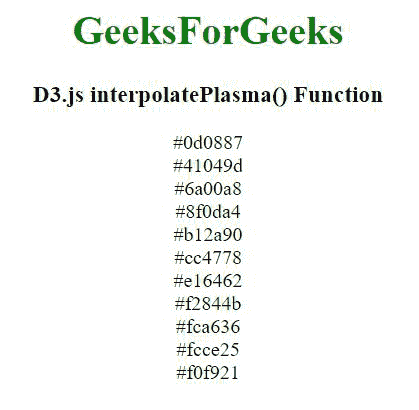 GeeksForGeeks
D3.js interpolatePlasma() Function
#0d0887
#41049d
#6a00a8
#8f0da4
#b12a90
#cc4778
#e16462
#f2844b
#fca636
#fcce25
#f0f921